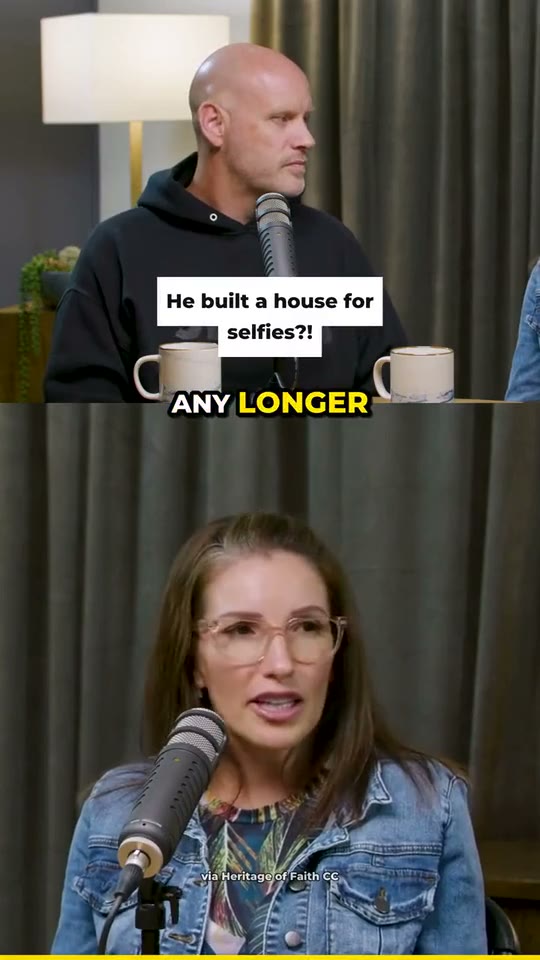 He built a house for
selfies?!
ANY LONGER
via Heritage of Faith CC